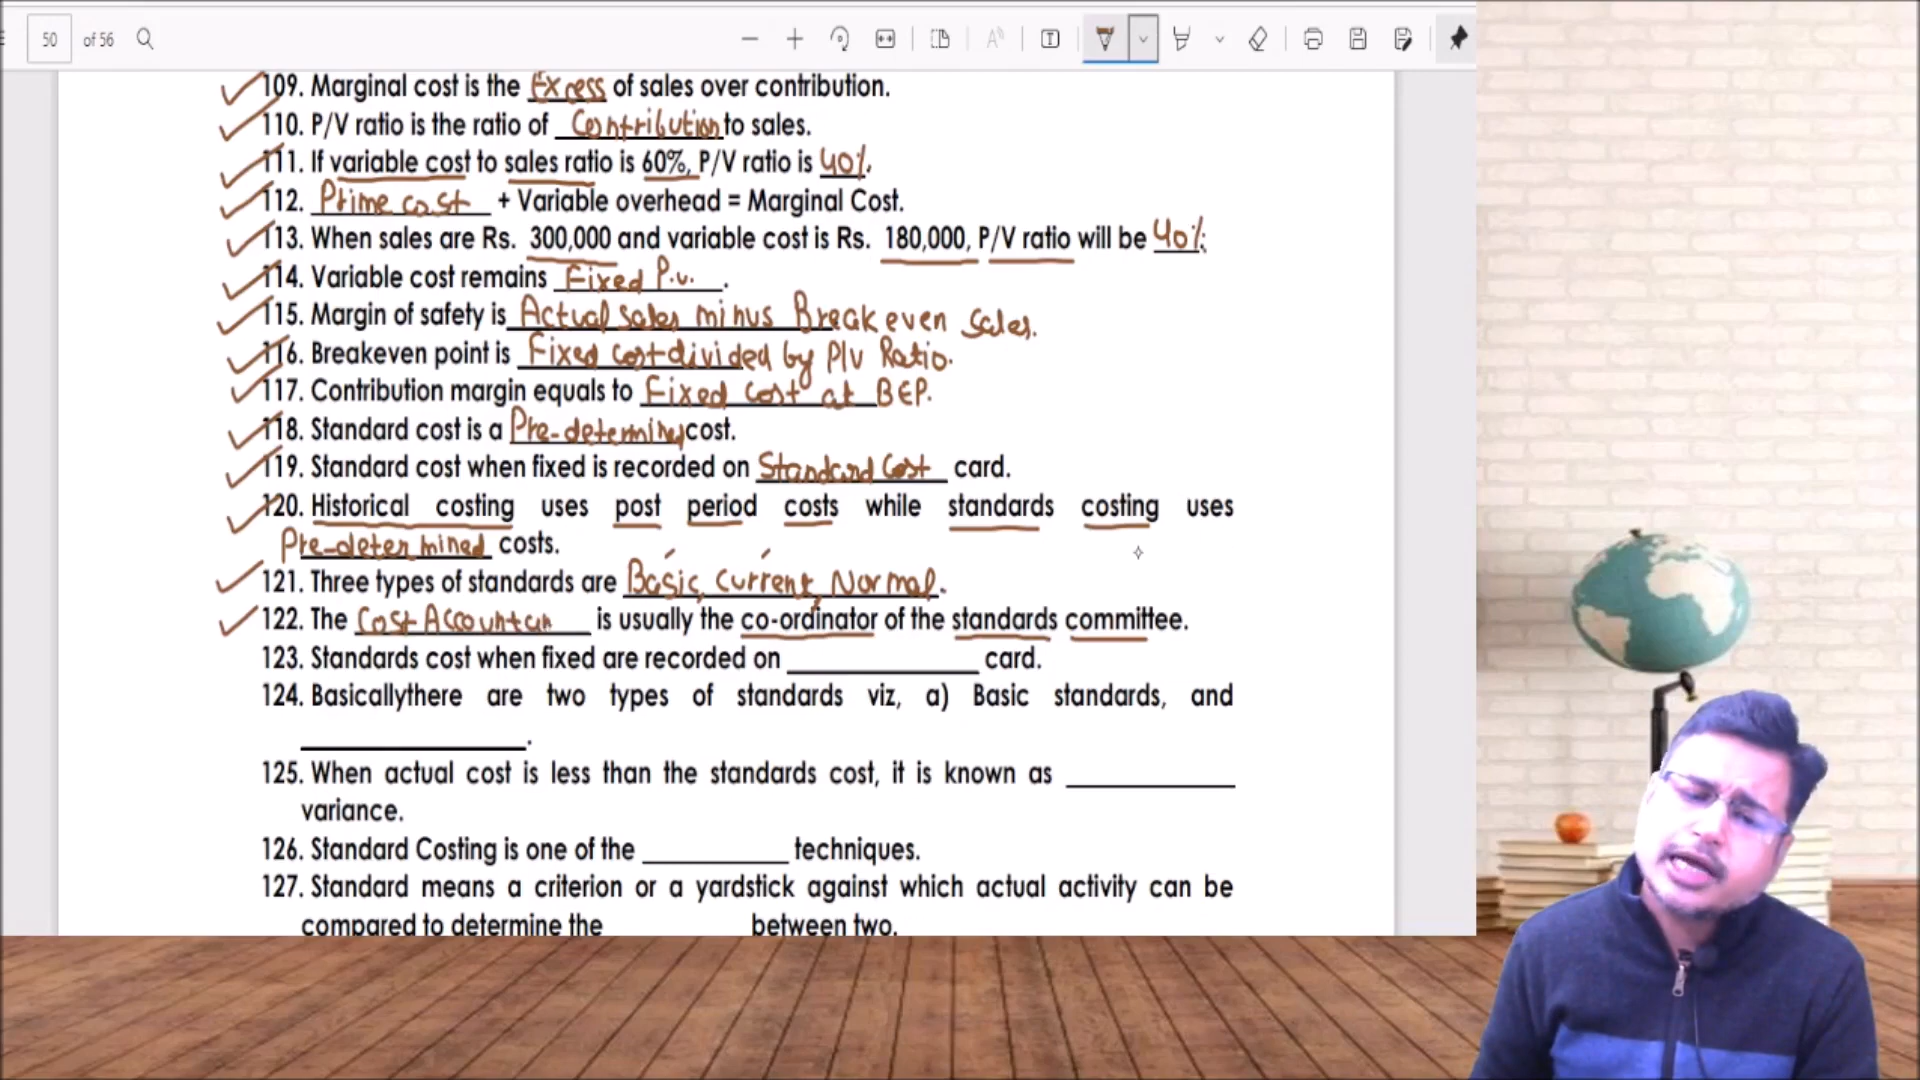 50 of 56
109. Marginal cost is the Excess of sales over contribution.
110. P/V ratio is the ratio of Contribution to sales.
111. If variable cost to sales ratio is 60%, P/V ratio is 40%.
112. Prime cost + Variable overhead = Marginal Cost.
113. When sales are Rs. 300,000 and variable cost is Rs. 180,000, P/V ratio will be 40%.
114. Variable cost remains Fixed P.u. .
115. Margin of safety is Actual sales minus Breakeven Sales.
116. Breakeven point is Fixed cost divided by P/V Ratio.
117. Contribution margin equals to Fixed cost at BEP.
118. Standard cost is a Pre-determined cost.
119. Standard cost when fixed is recorded on Standard Cost card.
120. Historical costing uses post period costs while standards costing uses
Pre-determined costs.
121. Three types of standards are Basic, Current, Normal.
122. The Cost Accountan is usually the co-ordinator of the standards committee.
123. Standards cost when fixed are recorded on ____________ card.
124. Basicallythere are two types of standards viz, a) Basic standards, and
____________.
125. When actual cost is less than the standards cost, it is known as ____________
variance.
126. Standard Costing is one of the ____________ techniques.
127. Standard means a criterion or a yardstick against which actual activity can be
compared to determine the ____________ between two.